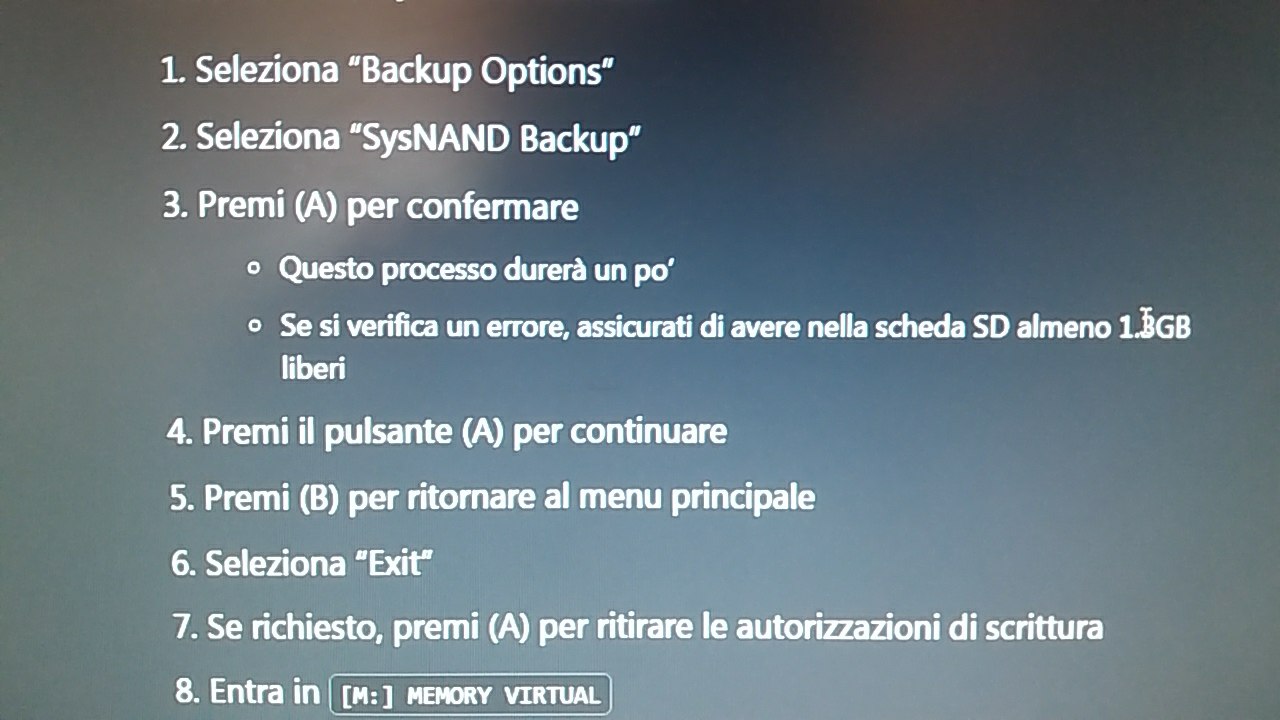 1. Seleziona “Backup Options”
2. Seleziona “SysNAND Backup”
3. Premi (A) per confermare
Questo processo durerà un po’
Se si verifica un errore, assicurati di avere nella scheda SD almeno 1.3GB
liberi
4. Premi il pulsante (A) per continuare
5. Premi (B) per ritornare al menu principale
6. Seleziona “Exit”
7. Se richiesto, premi (A) per ritirare le autorizzazioni di scrittura
8. Entra in [M:] MEMORY VIRTUAL